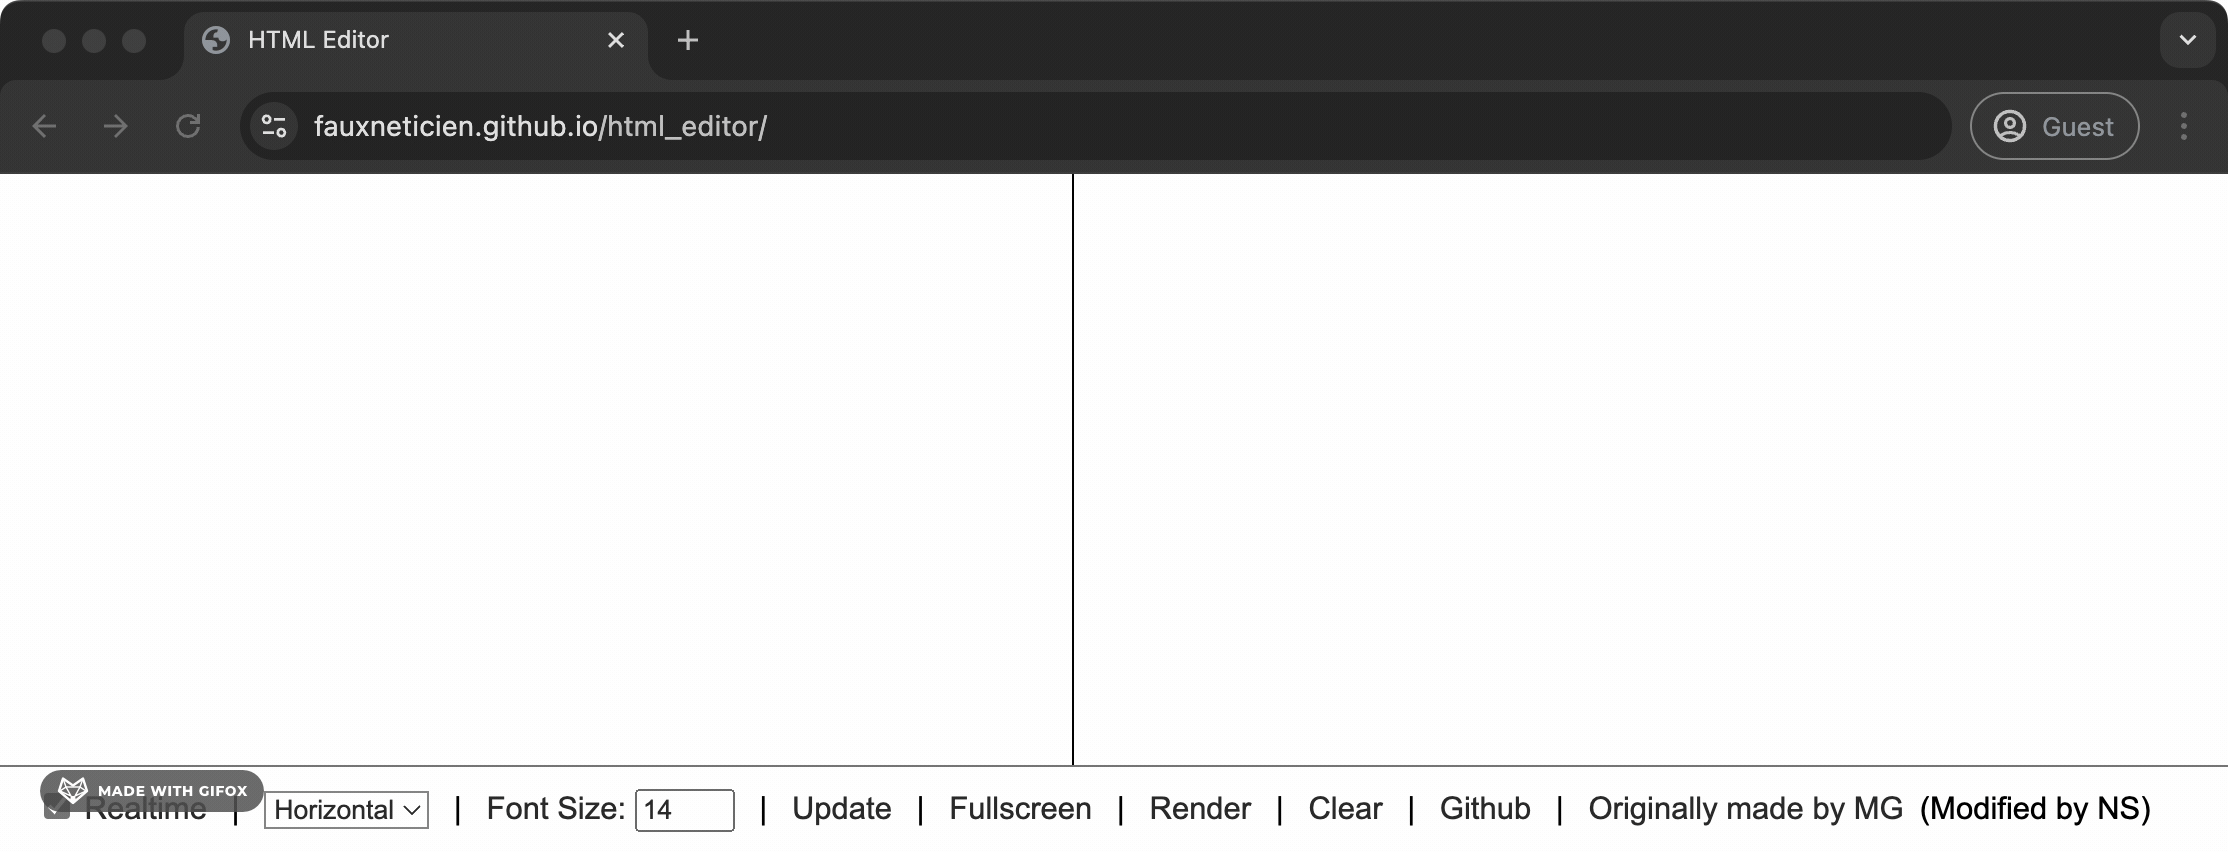 HTML Editor
fauxneticien.github.io/html_editor/
Guest
MADE WITH GIFOX
Realtime | Horizontal | Font Size: 14 | Update | Fullscreen | Render | Clear | Github | Originally made by MG (Modified by NS)